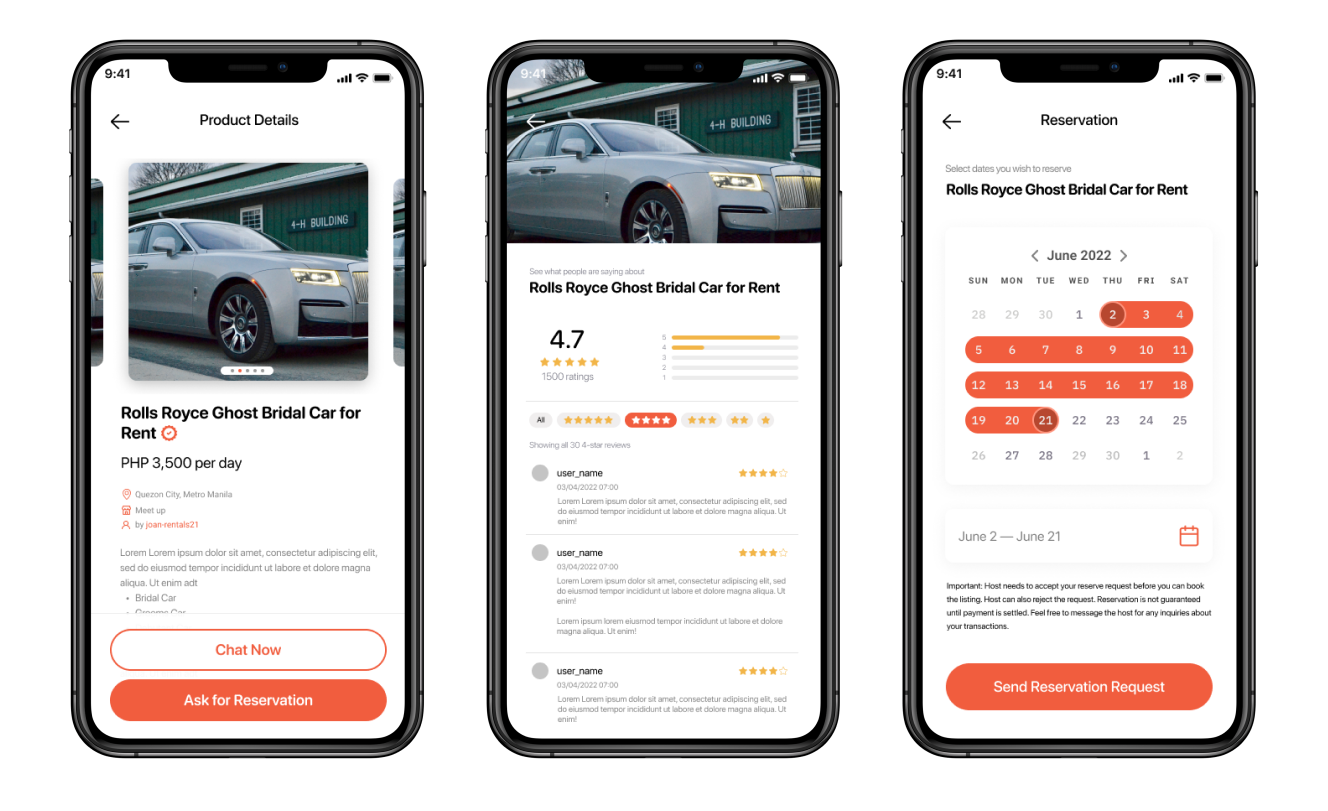 9:41
Product Details
4-H BUILDING
Rolls Royce Ghost Bridal Car for
Rent
PHP 3,500 per day
Quezon City, Metro Manila
Meet up
by joan-rentals21
Lorem Lorem ipsum dolor sit amet, consectetur adipiscing elit,
sed do eiusmod tempor incididunt ut labore et dolore magna
aliqua. Ut enim adt
• Bridal Car
• Grooms Car
Chat Now
Ask for Reservation
9:41
4-H BUILDING
See what people are saying about
Rolls Royce Ghost Bridal Car for Rent
4.7
1500 ratings
5
4
3
2
1
All
Showing all 30 4-star reviews
user_name
03/04/2022 07:00
Lorem Lorem ipsum dolor sit amet, consectetur adipiscing elit, sed
do eiusmod tempor incididunt ut labore et dolore magna aliqua. Ut
enim!
user_name
03/04/2022 07:00
Lorem Lorem ipsum dolor sit amet, consectetur adipiscing elit, sed
do eiusmod tempor incididunt ut labore et dolore magna aliqua. Ut
enim!
Lorem ipsum lorem eiusmod tempor incididunt ut labore et dolore
magna aliqua. Ut enim!
user_name
03/04/2022 07:00
Lorem Lorem ipsum dolor sit amet, consectetur adipiscing elit, sed
do eiusmod tempor incididunt ut labore et dolore magna aliqua. Ut
enim!
9:41
Reservation
Select dates you wish to reserve
Rolls Royce Ghost Bridal Car for Rent
June 2022
SUN MON TUE WED THU FRI SAT
28 29 30 1 2 3 4
5 6 7 8 9 10 11
12 13 14 15 16 17 18
19 20 21 22 23 24 25
26 27 28 29 30 1 2
June 2 — June 21
Important: Host needs to accept your reserve request before you can book
the listing. Host can also reject the request. Reservation is not guaranteed
until payment is settled. Feel free to message the host for any inquiries about
your transactions.
Send Reservation Request